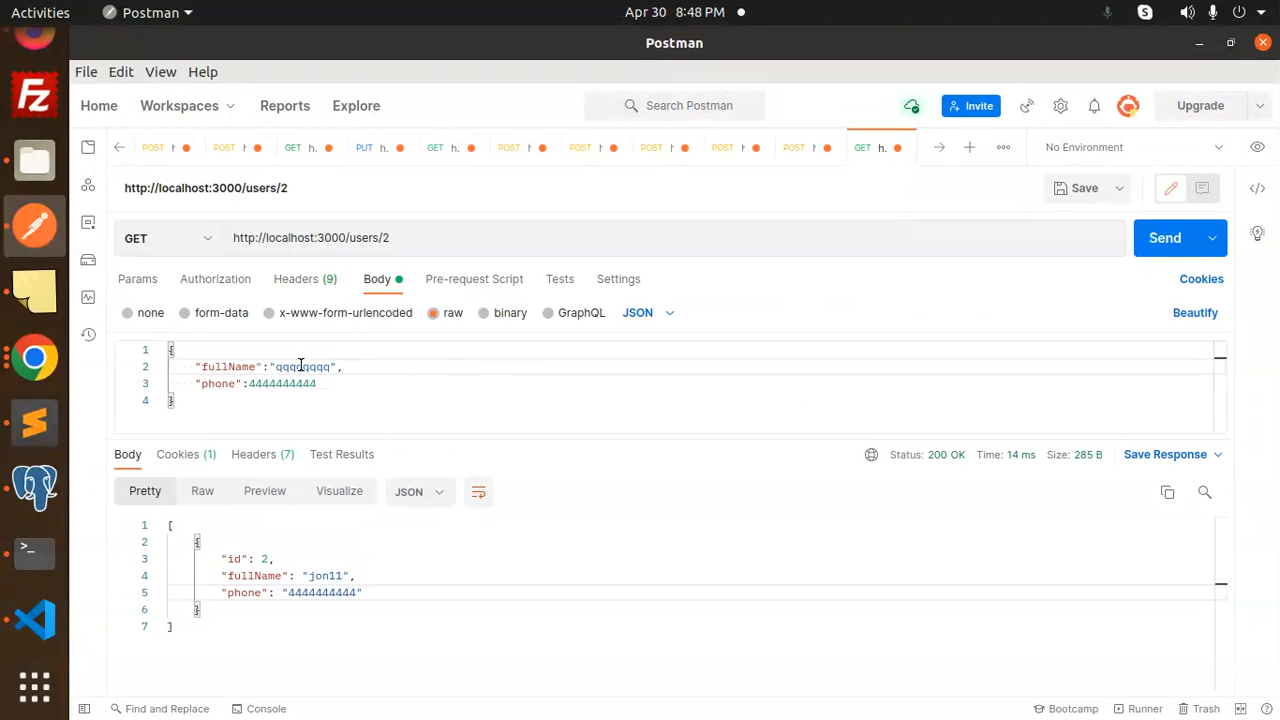 Activities Postman Apr 30 8:48 PM
Postman
File Edit View Help
Home Workspaces Reports Explore Search Postman Invite Upgrade
POST h POST h GET h. PUT h. GET h. POST h POST h POST h POST h POST h GET h. No Environment
http://localhost:3000/users/2 Save
GET http://localhost:3000/users/2 Send
Params Authorization Headers (9) Body Pre-request Script Tests Settings Cookies
none form-data x-www-form-urlencoded raw binary GraphQL JSON Beautify
1 {
2 "fullName":"qqqqqqqq",
3 "phone":4444444444
4 }
Body Cookies (1) Headers (7) Test Results Status: 200 OK Time: 14 ms Size: 285 B Save Response
Pretty Raw Preview Visualize JSON
1 [
2 {
3 "id": 2,
4 "fullName": "jon11",
5 "phone": "4444444444"
6 }
7 ]
Find and Replace Console Bootcamp Runner Trash